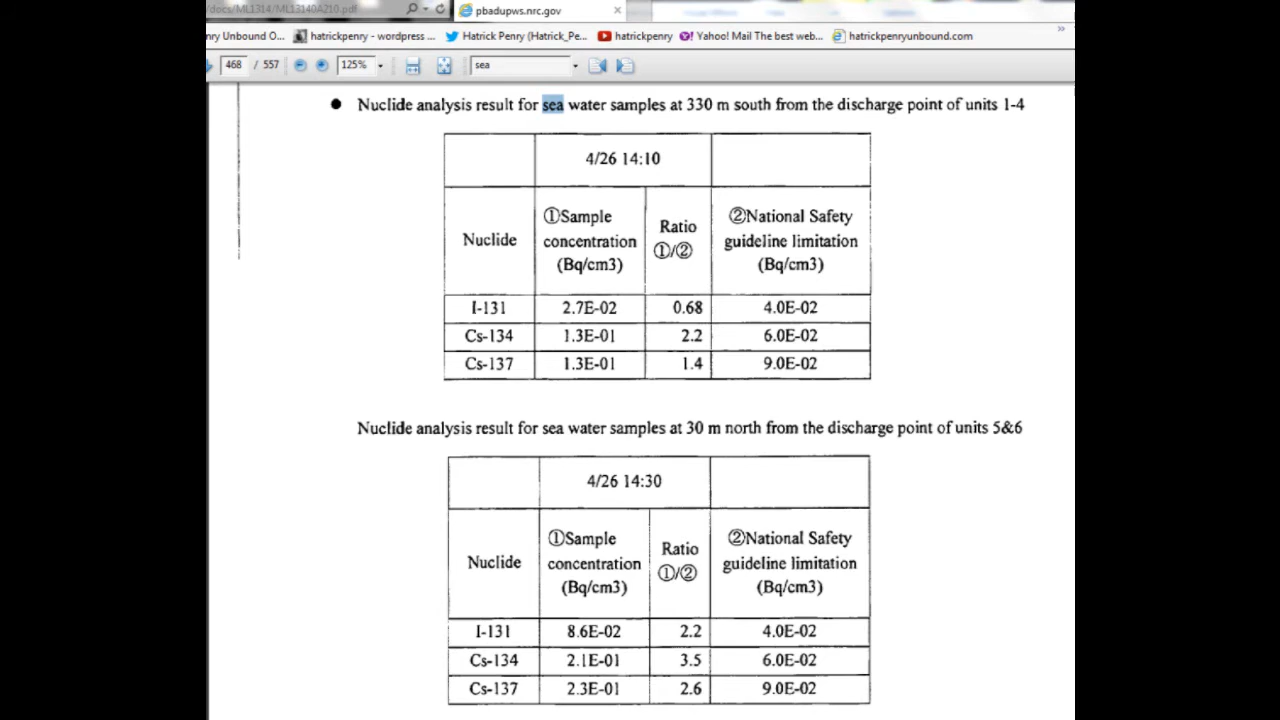 /docs/ML1314/ML13140A210.pdf
pbadupws.nrc.gov
nry Unbound O...
hatrickpenry - wordpress ...
Hatrick Penry (Hatrick_Pe...
hatrickpenry
Yahoo! Mail The best web...
hatrickpenryunbound.com
468 / 557
125%
sea
Nuclide analysis result for sea water samples at 330 m south from the discharge point of units 1-4
4/26 14:10
Nuclide
①Sample
concentration
(Bq/cm3)
Ratio
①/②
②National Safety
guideline limitation
(Bq/cm3)
I-131 2.7E-02 0.68 4.0E-02
Cs-134 1.3E-01 2.2 6.0E-02
Cs-137 1.3E-01 1.4 9.0E-02
Nuclide analysis result for sea water samples at 30 m north from the discharge point of units 5&6
4/26 14:30
Nuclide
①Sample
concentration
(Bq/cm3)
Ratio
①/②
②National Safety
guideline limitation
(Bq/cm3)
I-131 8.6E-02 2.2 4.0E-02
Cs-134 2.1E-01 3.5 6.0E-02
Cs-137 2.3E-01 2.6 9.0E-02